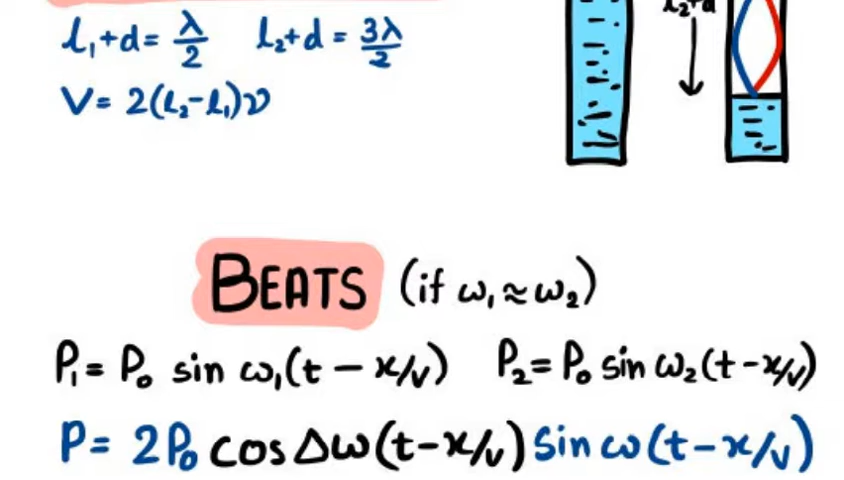 l₁+d = λ/2 l₂+d = 3λ/2
l₂+d
V = 2(l₂-l₁)ν
BEATS (if ω₁≈ω₂)
P₁ = P₀ sin ω₁(t - x/v) P₂ = P₀ sin ω₂(t - x/v)
P = 2P₀ cos Δω(t-x/v) sin ω(t-x/v)